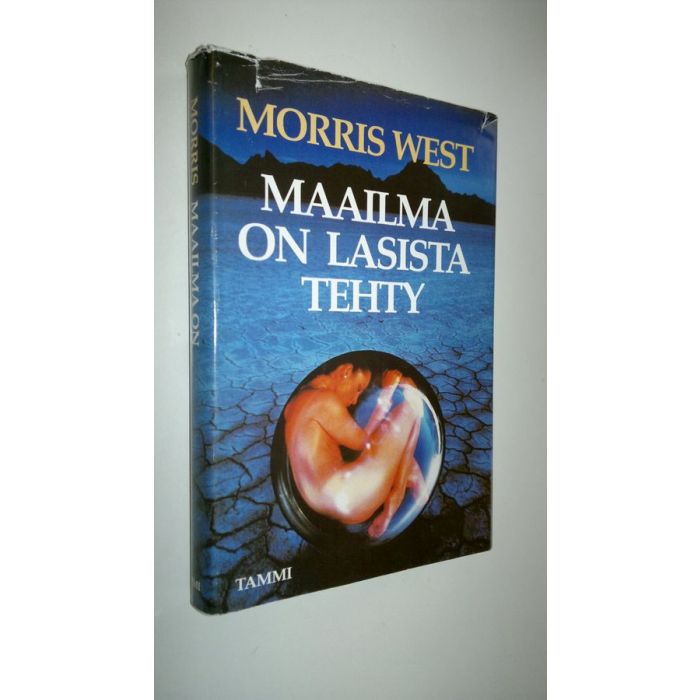 MORRIS WEST
MAAILMA
ON LASISTA
TEHTY
TAMMI
MORRIS MAAILMA ON